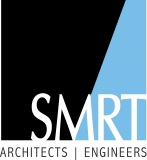 SMRT
ARCHITECTS | ENGINEERS